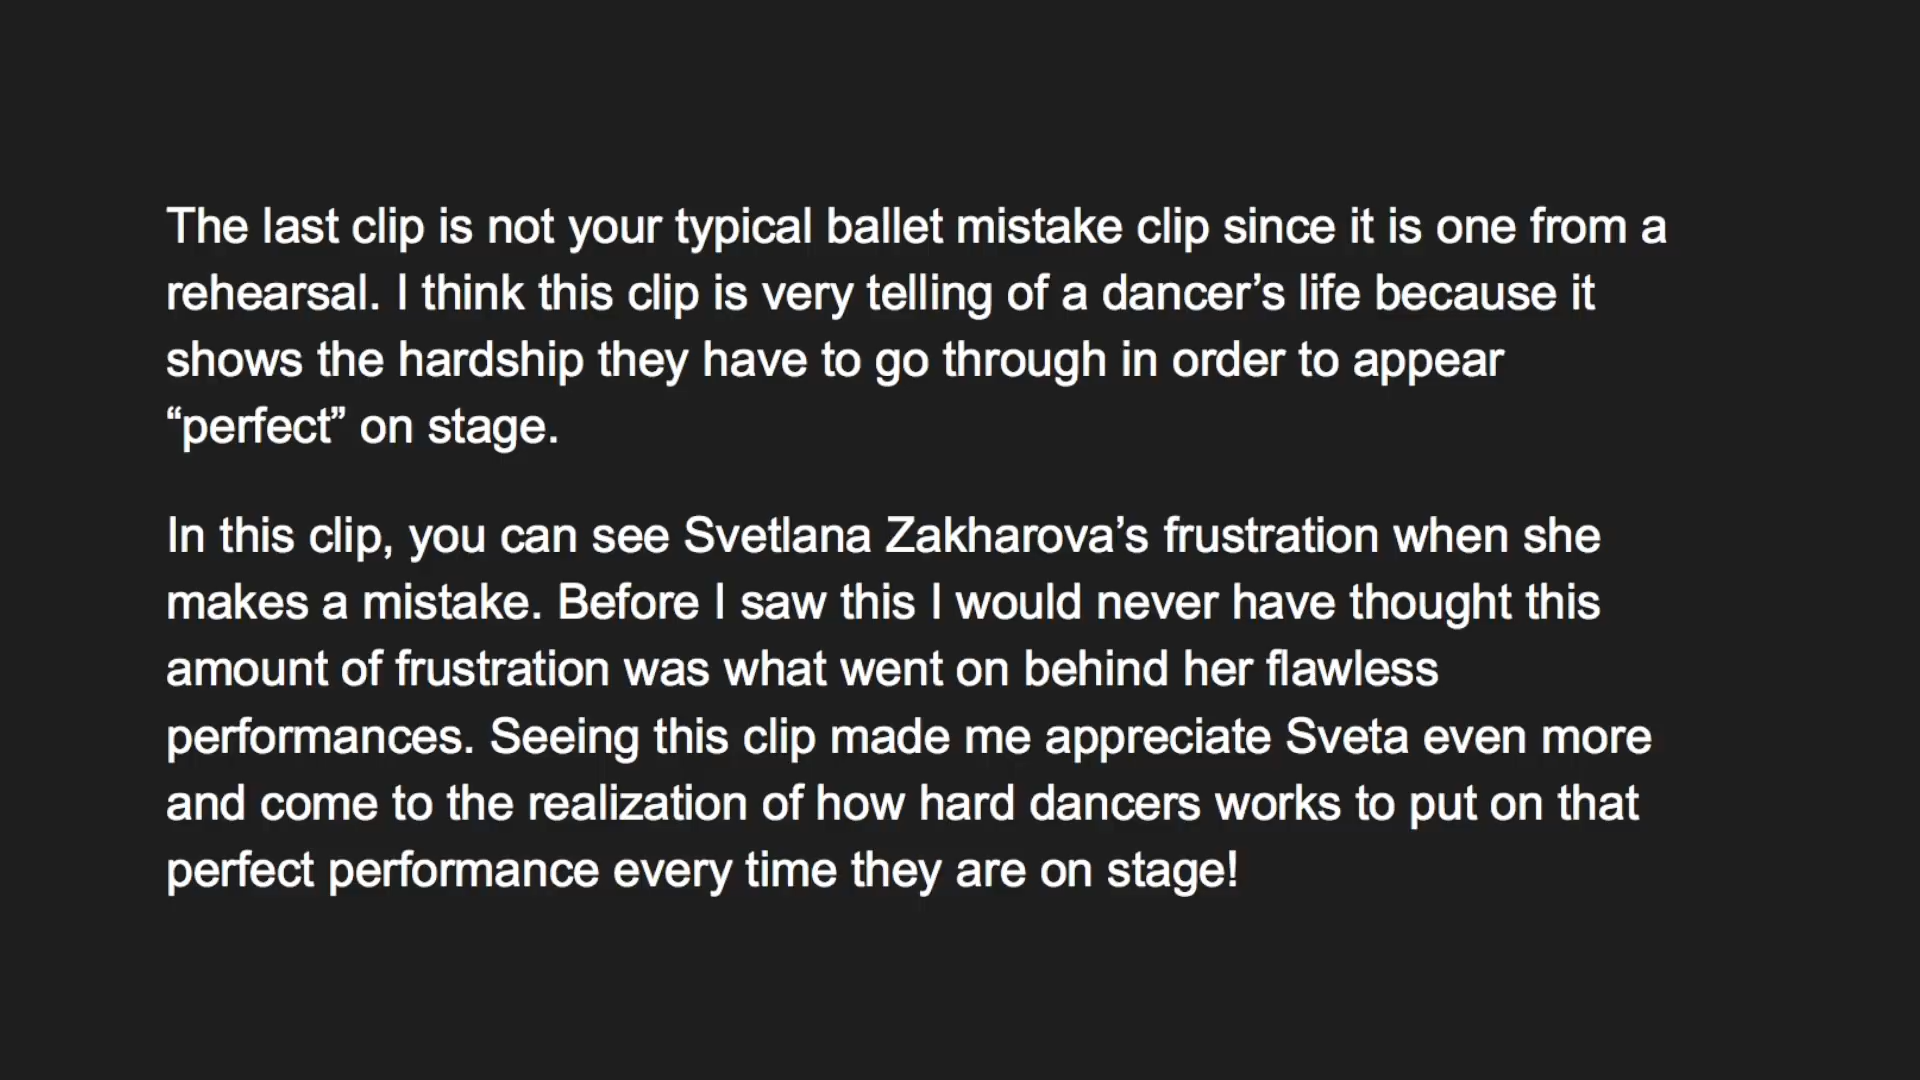 The last clip is not your typical ballet mistake clip since it is one from a
rehearsal. I think this clip is very telling of a dancer’s life because it
shows the hardship they have to go through in order to appear
“perfect” on stage.
In this clip, you can see Svetlana Zakharova’s frustration when she
makes a mistake. Before I saw this I would never have thought this
amount of frustration was what went on behind her flawless
performances. Seeing this clip made me appreciate Sveta even more
and come to the realization of how hard dancers works to put on that
perfect performance every time they are on stage!